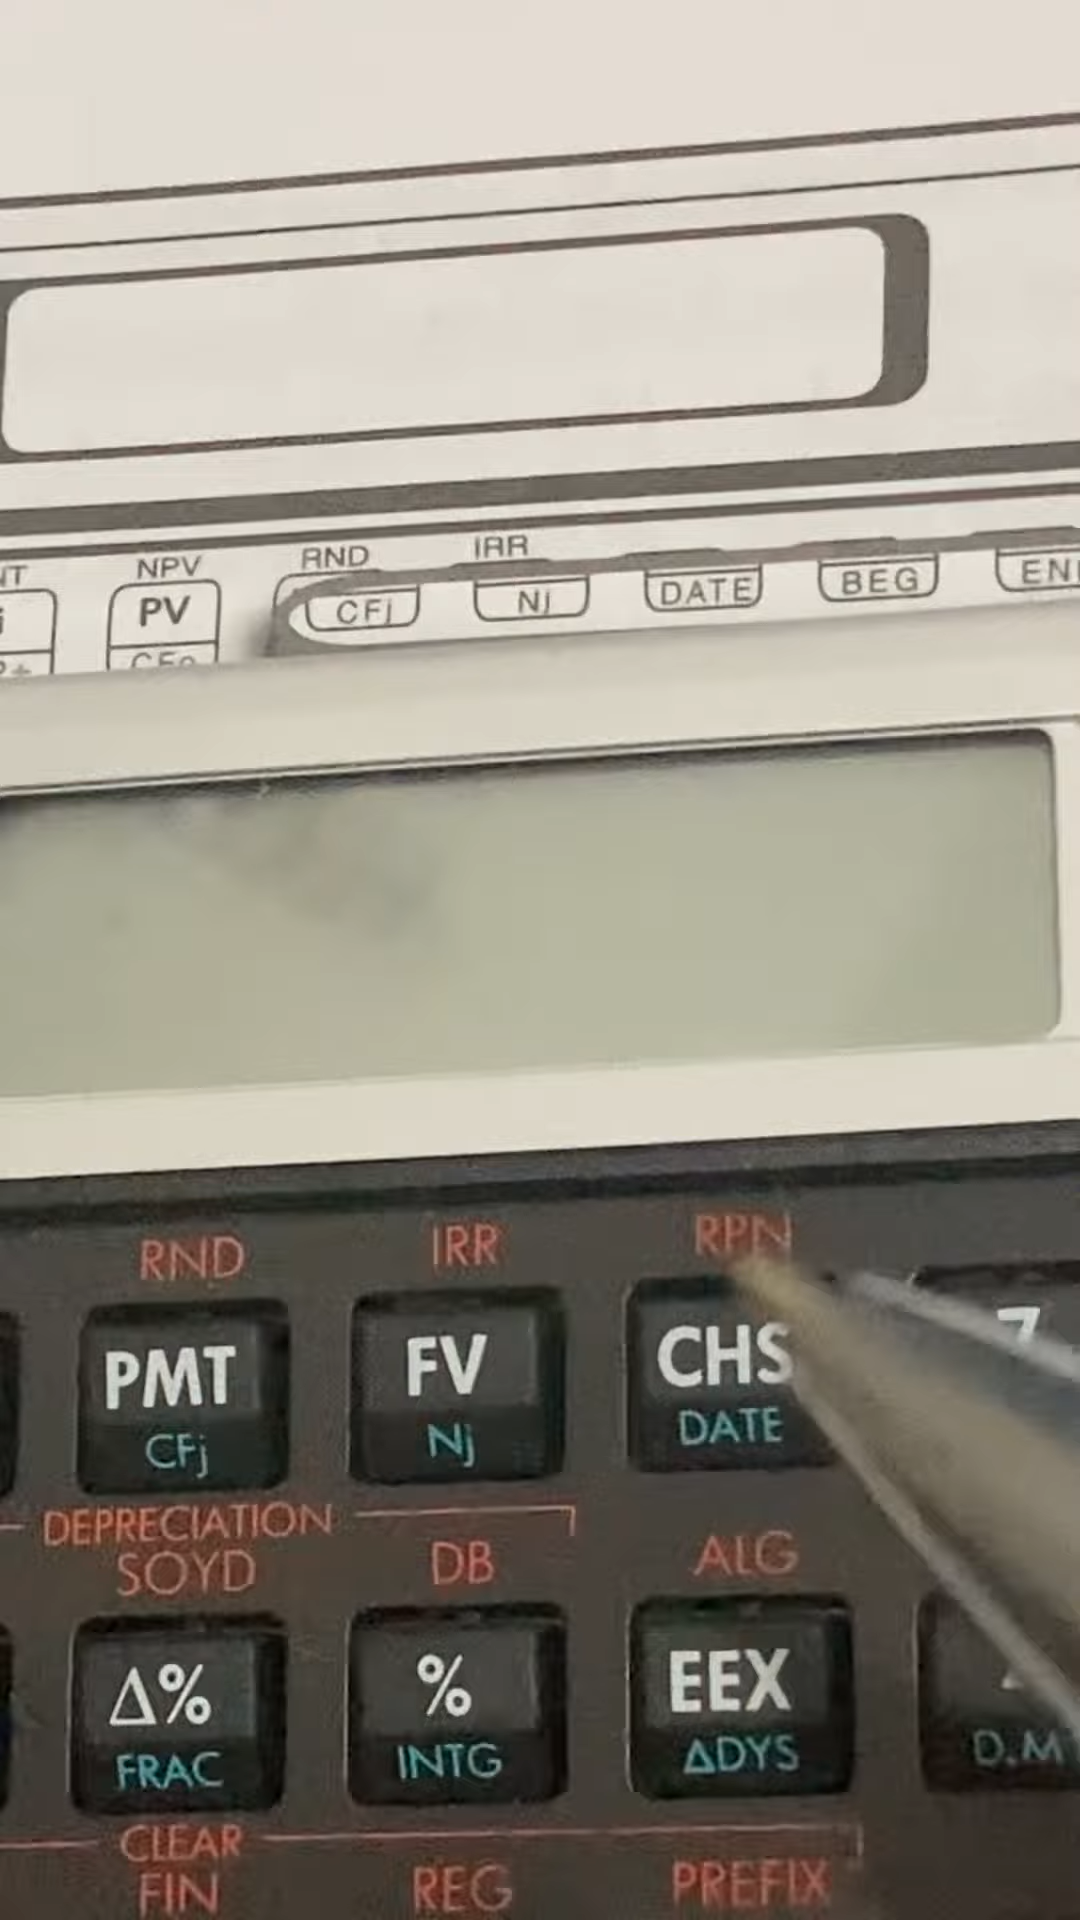 NPV RND IRR
PV CFj Nj DATE BEG
RND IRR RPN
PMT FV CHS 7
CFj Nj DATE
DEPRECIATION
SOYD DB ALG
Δ% % EEX
FRAC INTG ΔDYS D.M
CLEAR
FIN REG PREFIX